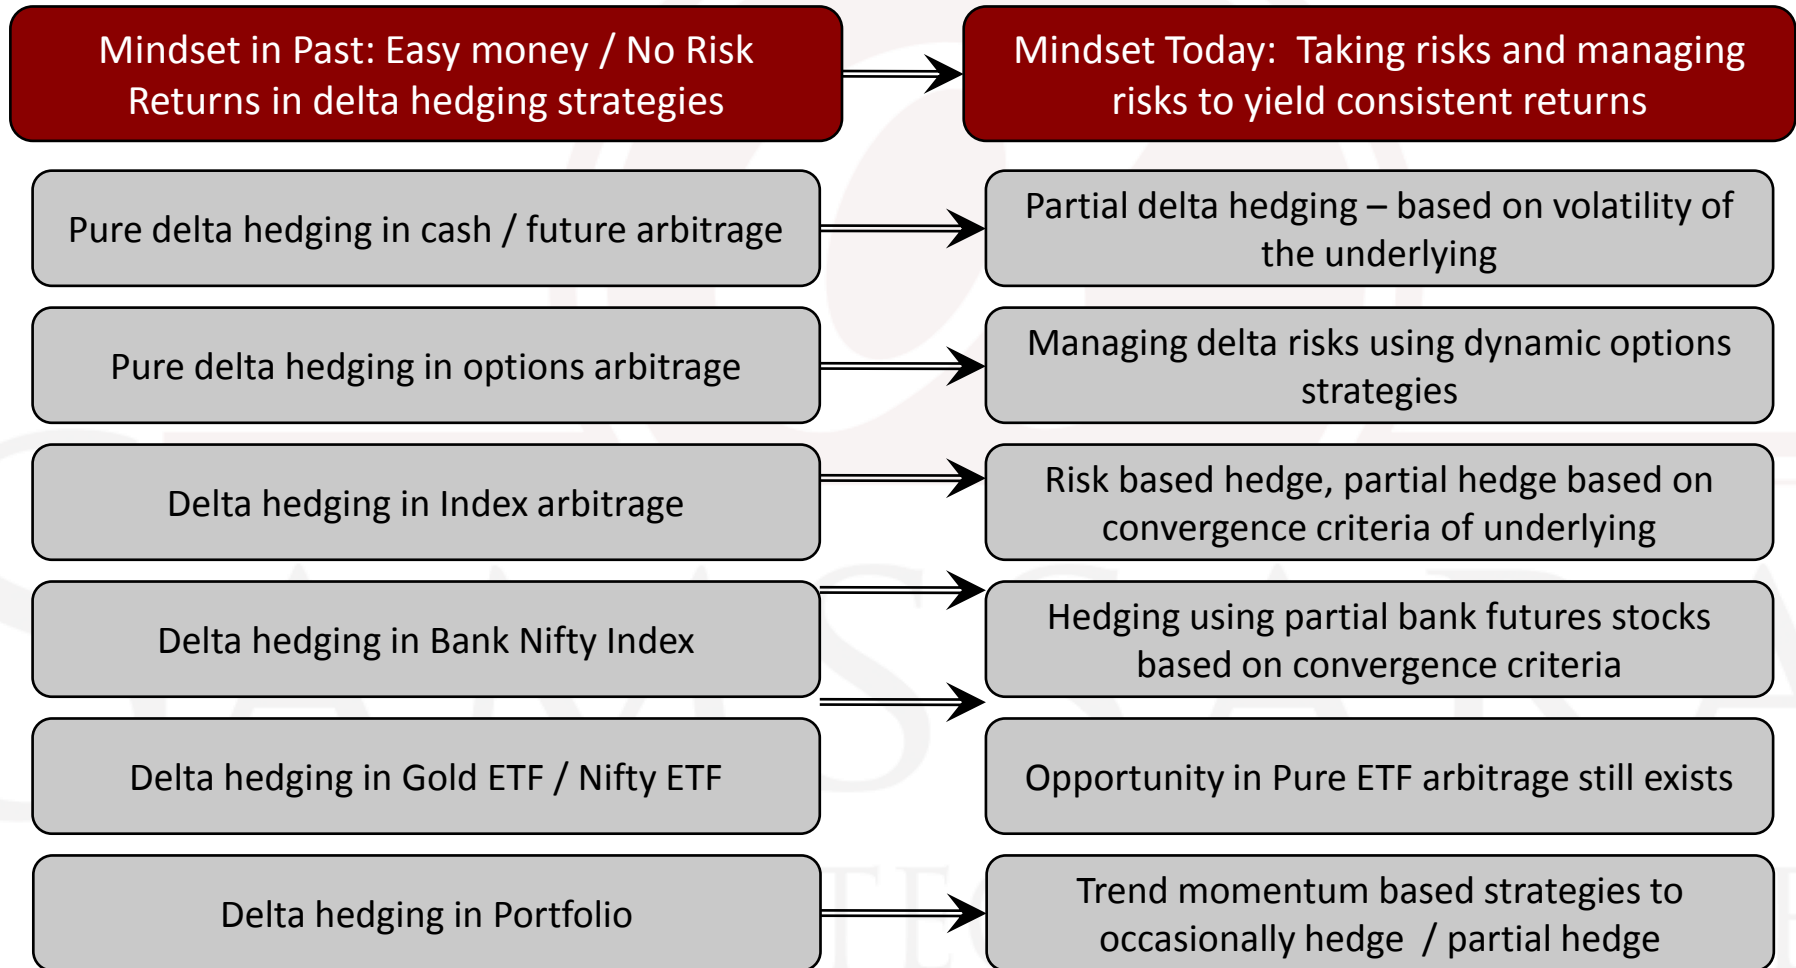 Mindset in Past: Easy money / No Risk
Returns in delta hedging strategies
Mindset Today:  Taking risks and managing
risks to yield consistent returns
Pure delta hedging in cash / future arbitrage
Partial delta hedging – based on volatility of
the underlying
Pure delta hedging in options arbitrage
Managing delta risks using dynamic options
strategies
Delta hedging in Index arbitrage
Risk based hedge, partial hedge based on
convergence criteria of underlying
Delta hedging in Bank Nifty Index
Hedging using partial bank futures stocks
based on convergence criteria
Delta hedging in Gold ETF / Nifty ETF
Opportunity in Pure ETF arbitrage still exists
Delta hedging in Portfolio
Trend momentum based strategies to
occasionally hedge  / partial hedge